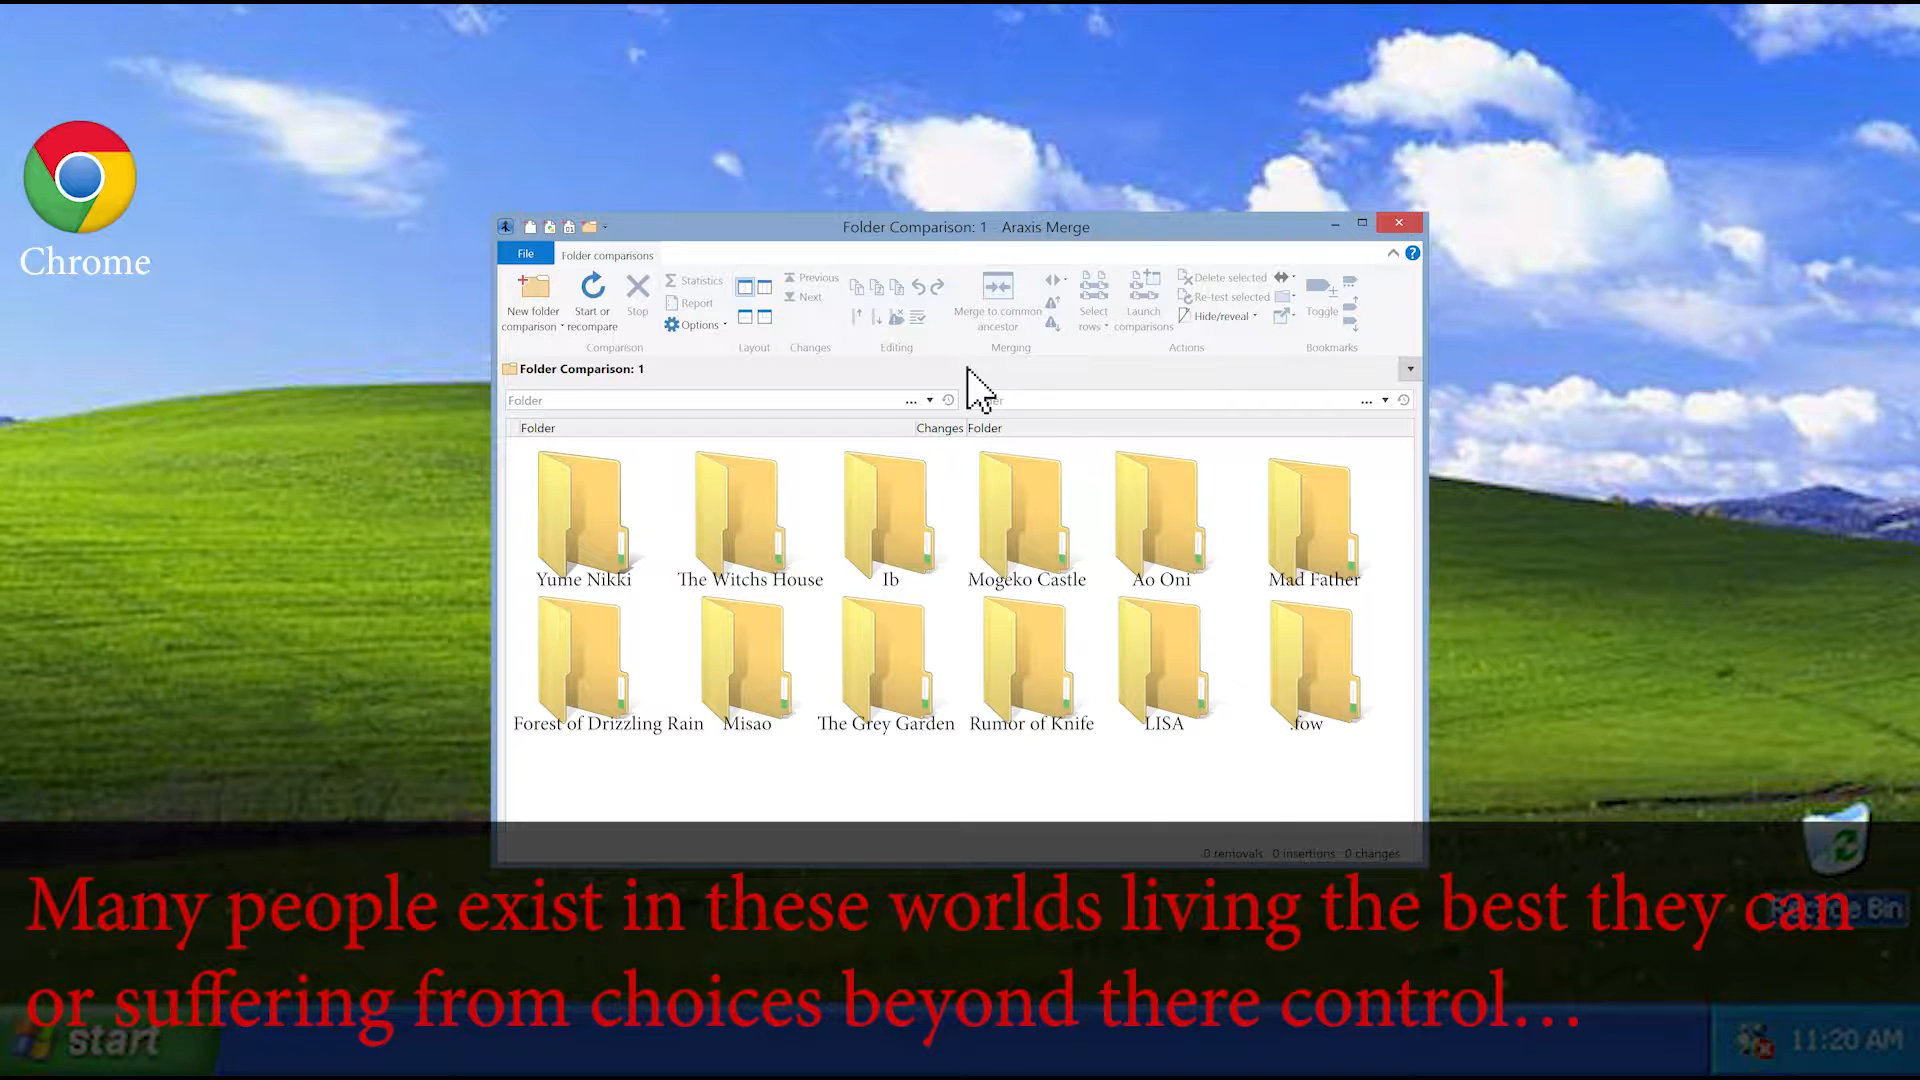 Chrome
Folder Comparison: 1 - Araxis Merge
File
Folder comparisons
New folder comparison
Start or recompare
Stop
Statistics
Report
Options
Previous
Next
Merge to common ancestor
Select rows
Launch comparisons
Delete selected
Re-test selected
Hide/reveal
Toggle
Comparison
Layout
Changes
Editing
Merging
Actions
Bookmarks
Folder Comparison: 1
Folder
Folder Changes Folder
Yume Nikki The Witchs House Ib Mogeko Castle Ao Oni Mad Father
Forest of Drizzling Rain Misao The Grey Garden Rumor of Knife LISA .fow
0 removals 0 insertions 0 changes
Many people exist in these worlds living the best they can
or suffering from choices beyond there control...
Recycle Bin
start
11:20 AM